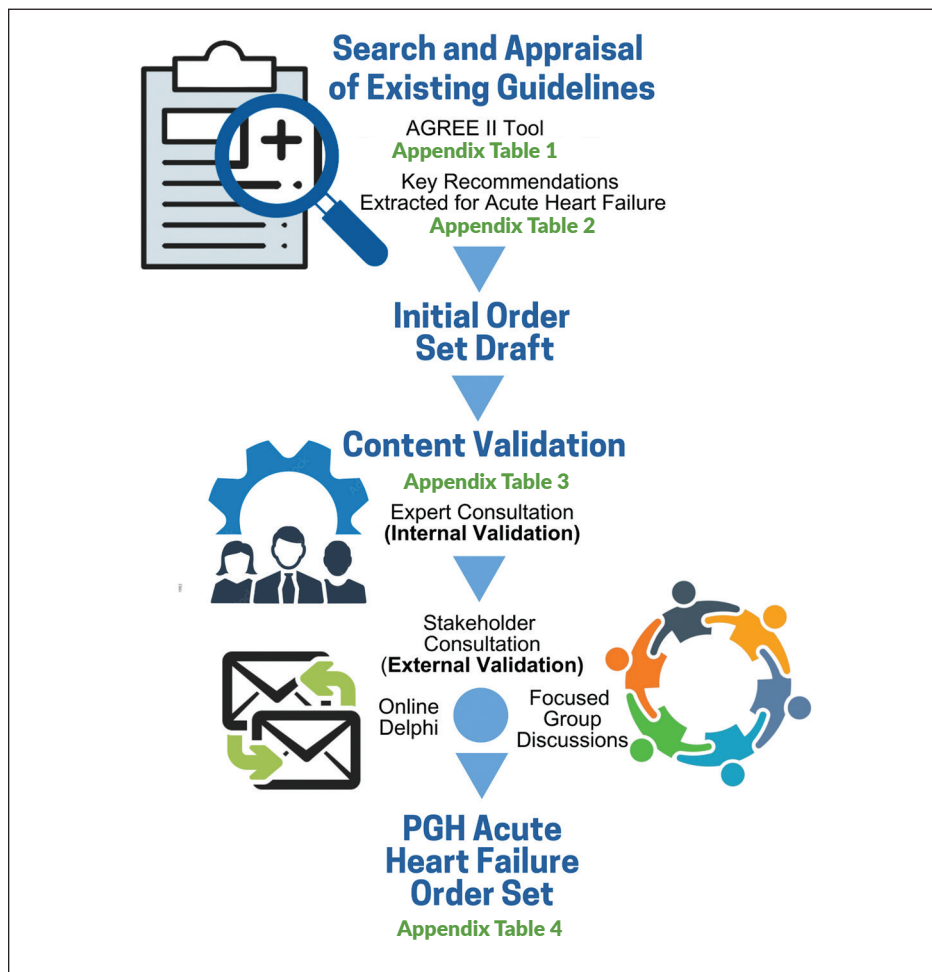 Search and Appraisal
of Existing Guidelines
AGREE II Tool
Appendix Table 1
Key Recommendations
Extracted for Acute Heart Failure
Appendix Table 2
Initial Order
Set Draft
Content Validation
Appendix Table 3
Expert Consultation
(Internal Validation)
Stakeholder
Consultation
(External Validation)
Online
Delphi
Focused
Group
Discussions
PGH Acute
Heart Failure
Order Set
Appendix Table 4